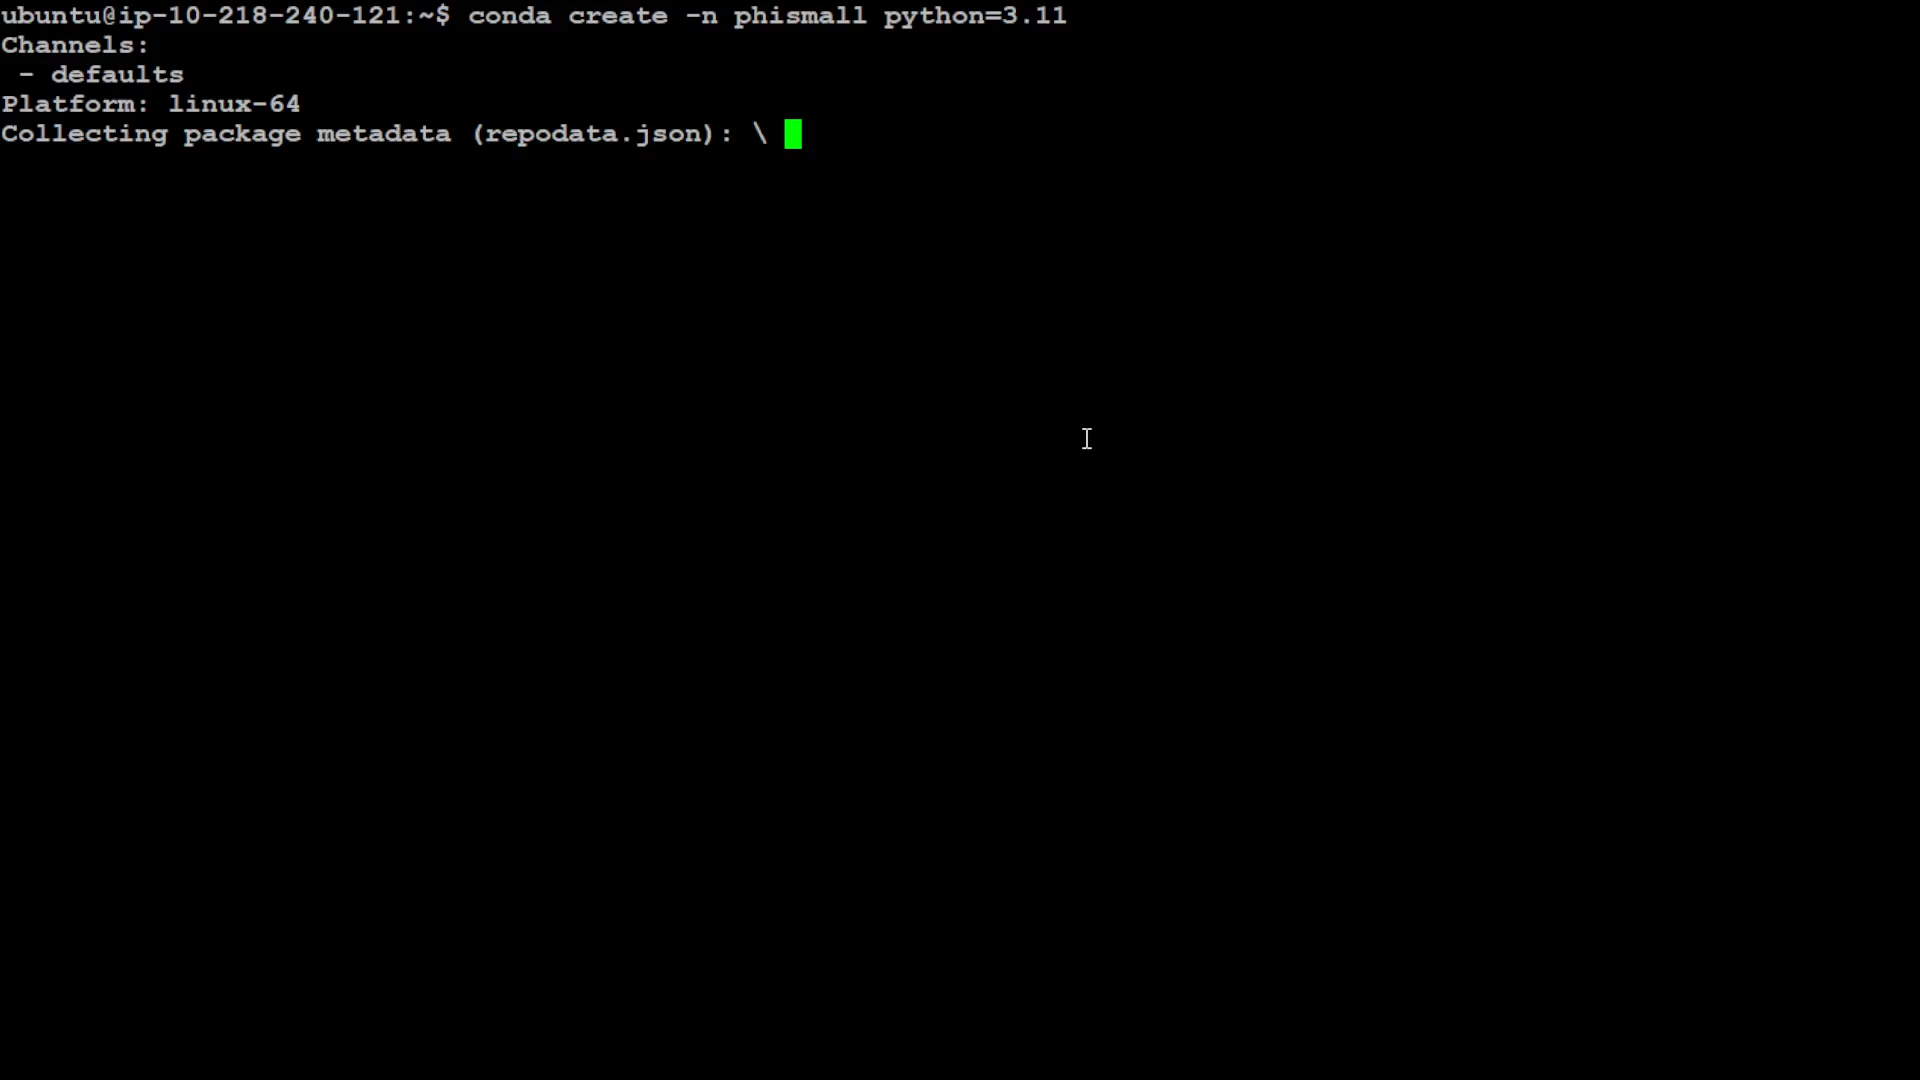 ubuntu@ip-10-218-240-121:~$ conda create -n phismall python=3.11
Channels:
 - defaults
Platform: linux-64
Collecting package metadata (repodata.json): \